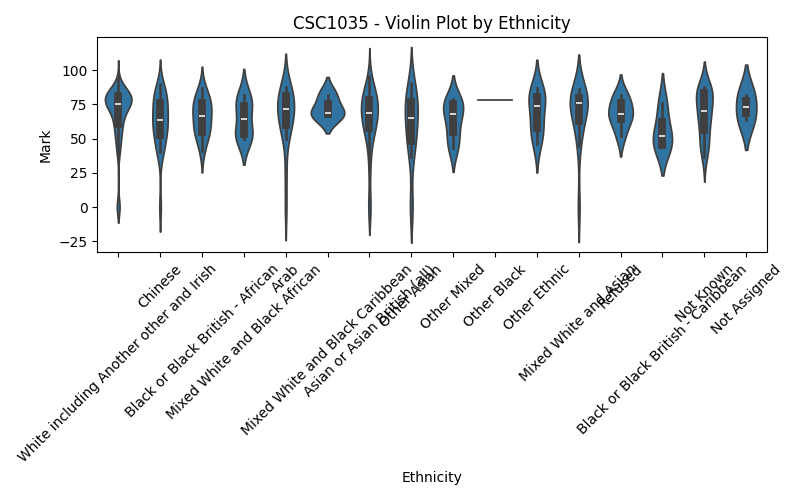 CSC1035 - Violin Plot by Ethnicity
Mark
100
75
50
25
0
−25
Chinese
White including Another other and Irish
Black or Black British - African
Arab
Mixed White and Black African
Mixed White and Black Caribbean
Asian or Asian British (all)
Other Asian
Other Mixed
Other Black
Other Ethnic
Mixed White and Asian
Refused
Black or Black British - Caribbean
Not Known
Not Assigned
Ethnicity